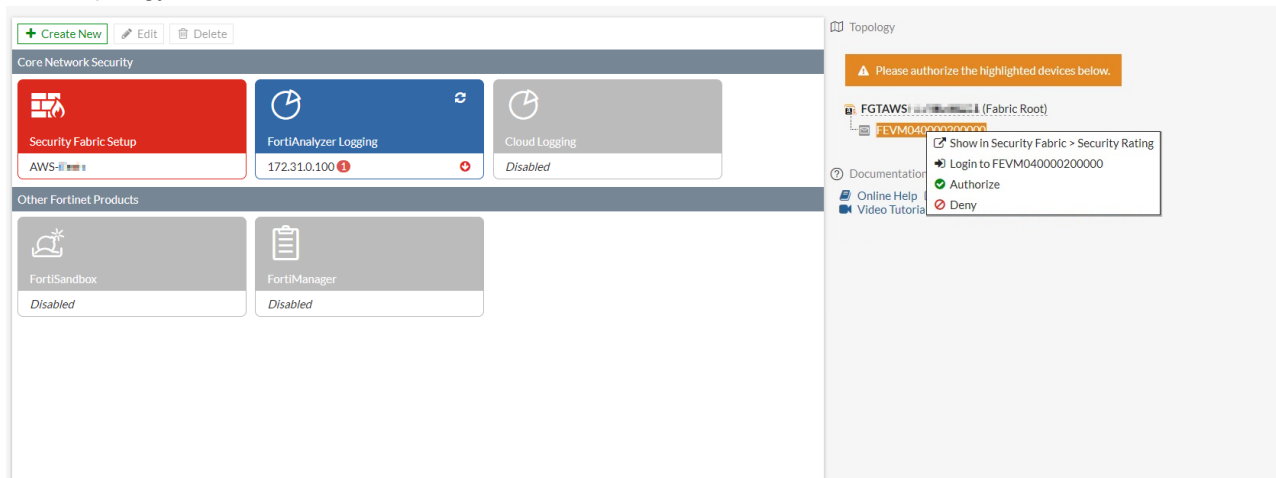 Create New Edit Delete
Core Network Security
Security Fabric Setup
AWS-
FortiAnalyzer Logging
172.31.0.100 1
Cloud Logging
Disabled
Other Fortinet Products
FortiSandbox
Disabled
FortiManager
Disabled
Topology
Please authorize the highlighted devices below.
FGTAWS (Fabric Root)
FEVM040000200000
Show in Security Fabric > Security Rating
Login to FEVM040000200000
Authorize
Deny
Documentation
Online Help
Video Tutoria